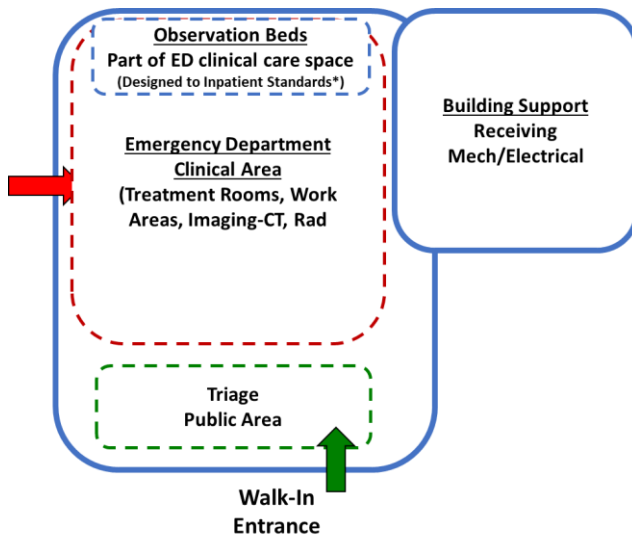 Observation Beds
Part of ED clinical care space
(Designed to Inpatient Standards*)
Emergency Department
Clinical Area
(Treatment Rooms, Work
Areas, Imaging-CT, Rad
Building Support
Receiving
Mech/Electrical
Triage
Public Area
Walk-In
Entrance